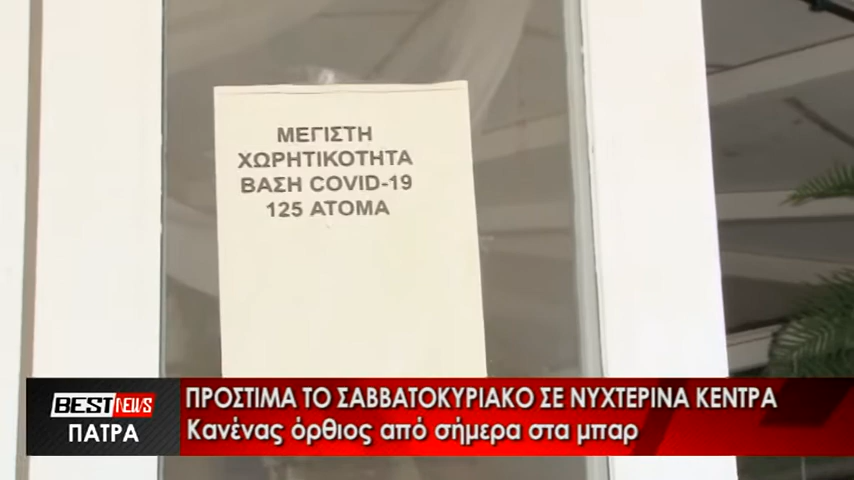 ΜΕΓΙΣΤΗ
ΧΩΡΗΤΙΚΟΤΗΤΑ
ΒΑΣΗ COVID-19
125 ΑΤΟΜΑ
BEST NEWS
ΠΑΤΡΑ
ΠΡΟΣΤΙΜΑ ΤΟ ΣΑΒΒΑΤΟΚΥΡΙΑΚΟ ΣΕ ΝΥΧΤΕΡΙΝΑ ΚΕΝΤΡΑ
Κανένας όρθιος από σήμερα στα μπαρ